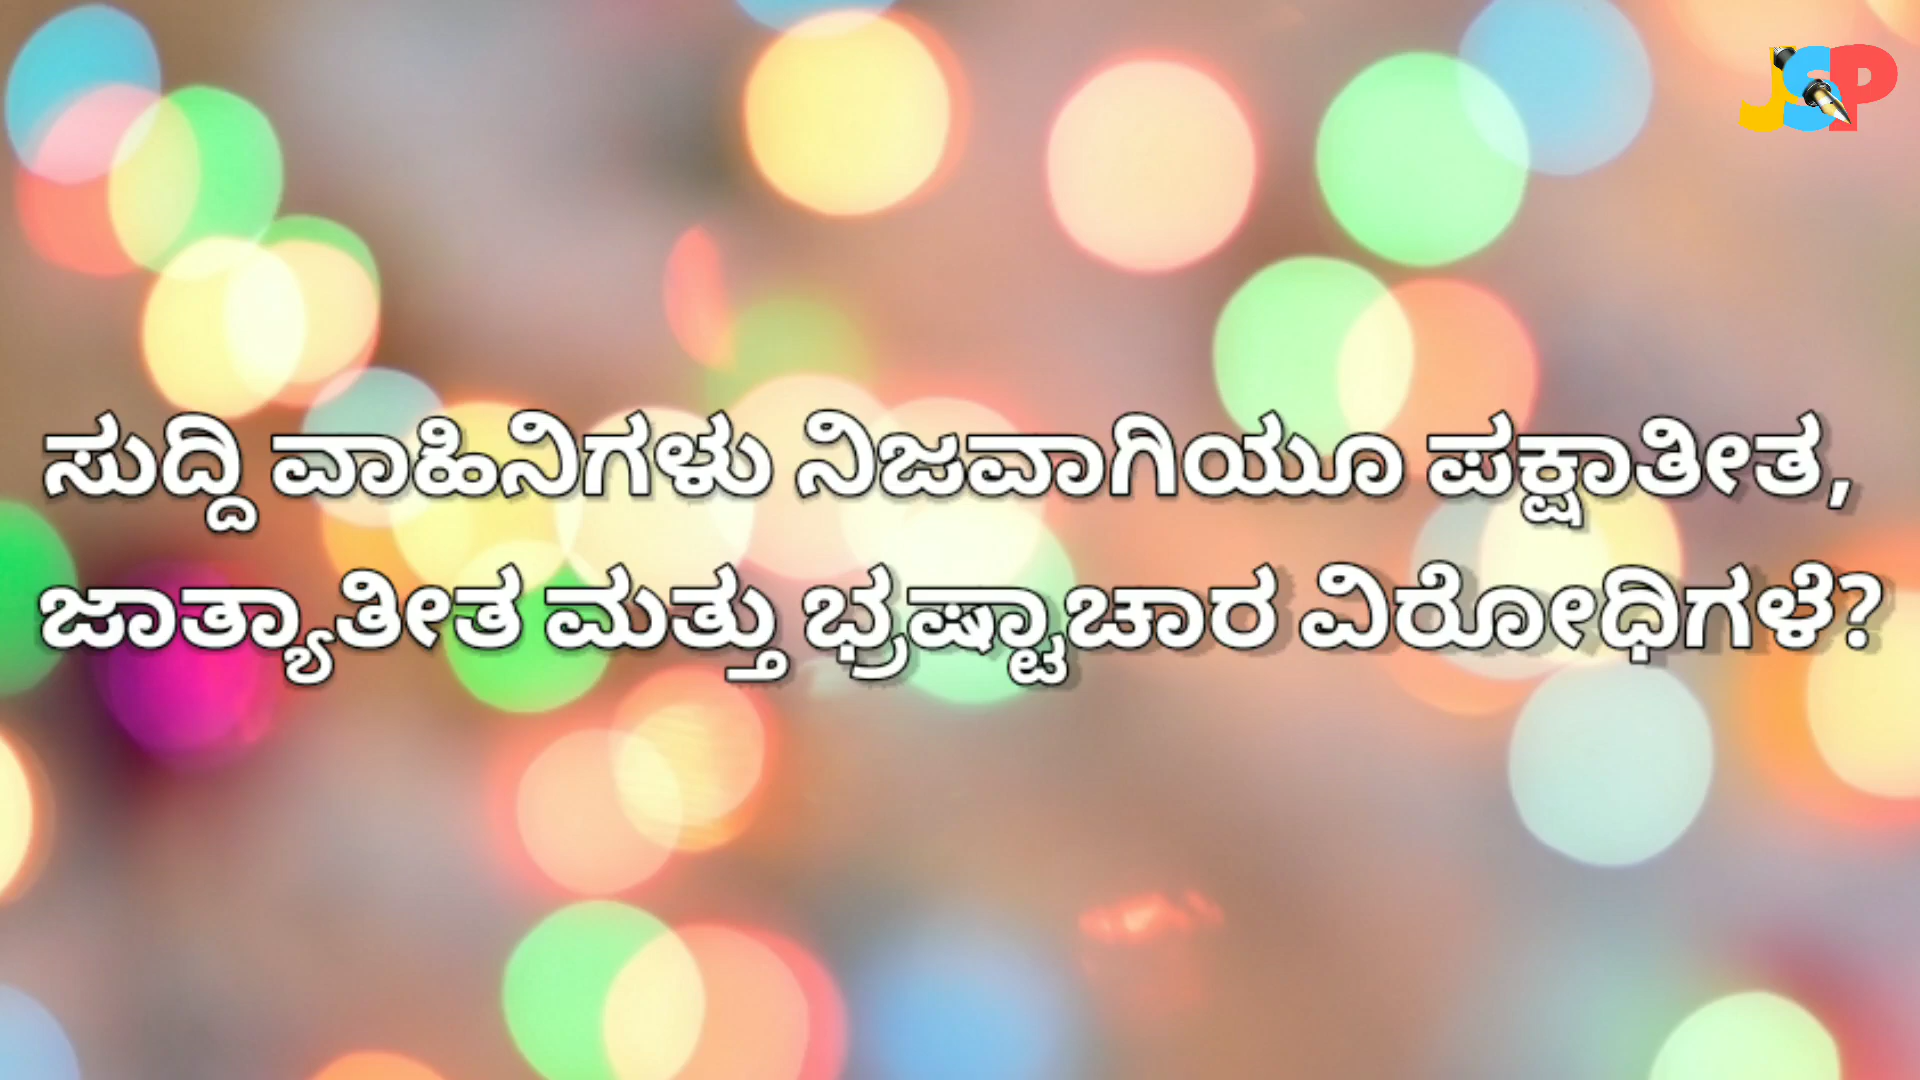 JSP
ಸುದ್ದಿ ವಾಹಿನಿಗಳು ನಿಜವಾಗಿಯೂ ಪಕ್ಷಾತೀತ,
ಜಾತ್ಯಾತೀತ ಮತ್ತು ಭ್ರಷ್ಟಾಚಾರ ವಿರೋಧಿಗಳೆ?